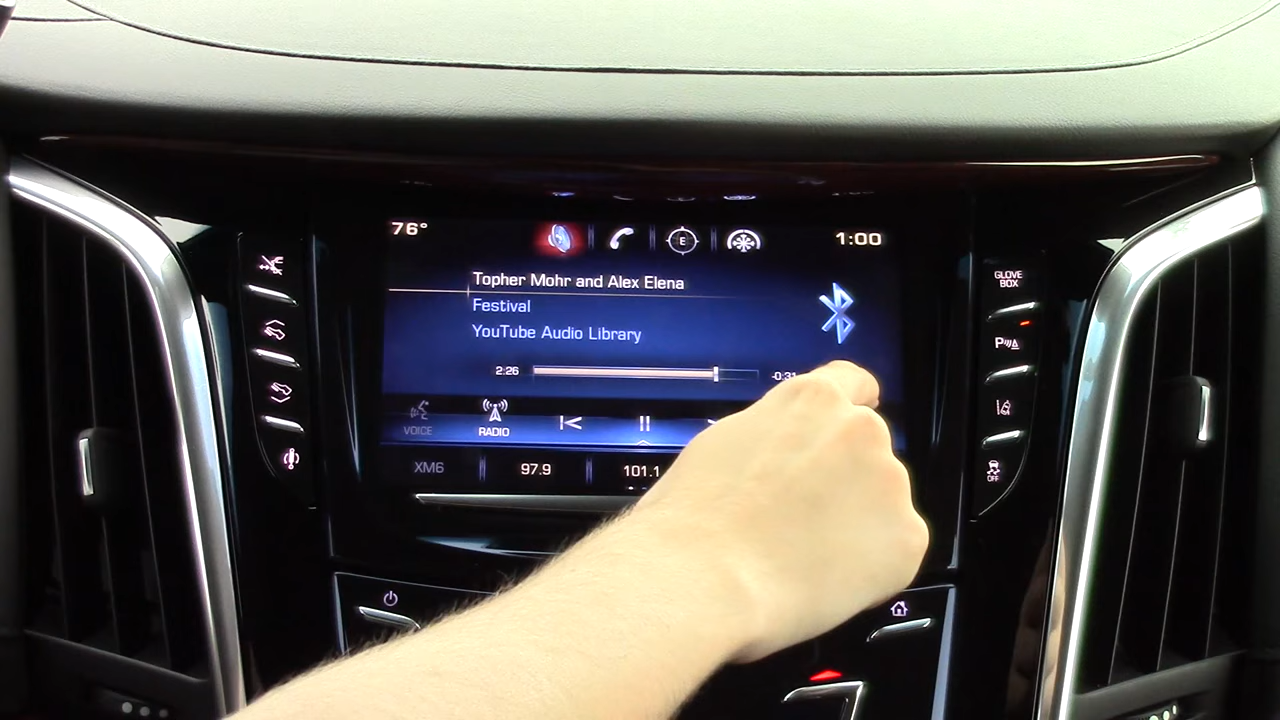 76°
E
1:00
Topher Mohr and Alex Elena
Festival
YouTube Audio Library
2:26
-0:31
VOICE
RADIO
XM6
97.9
101.1
GLOVE
BOX
P
OFF